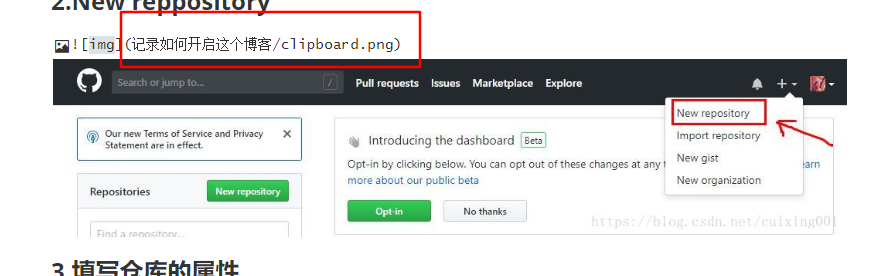 2.New reppository
![img](记录如何开启这个博客/clipboard.png)
Search or jump to... / Pull requests Issues Marketplace Explore
New repository
Import repository
New gist
New organization
Our new Terms of Service and Privacy Statement are in effect.
Repositories New repository
Find a repository...
Introducing the dashboard Beta
Opt-in by clicking below. You can opt out of these changes at any
more about our public beta
Opt-in No thanks
https://blog.csdn.net/cuixing001
3.填写仓库的属性